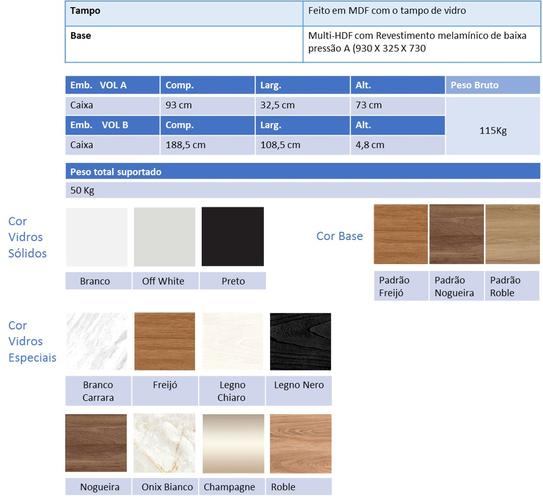 Tampo Feito em MDF com o tampo de vidro
Base Multi-HDF com Revestimento melamínico de baixa
pressão A (930 X 325 X 730
Emb. VOL A Comp. Larg. Alt. Peso Bruto
Caixa 93 cm 32,5 cm 73 cm
115Kg
Emb. VOL B Comp. Larg. Alt.
Caixa 188,5 cm 108,5 cm 4,8 cm
Peso total suportado
50 Kg
Cor
Vidros
Sólidos
Branco Off White Preto
Cor Base
Padrão
Freijó
Padrão
Nogueira
Padrão
Roble
Cor
Vidros
Especiais
Branco
Carrara
Freijó
Legno
Chiaro
Legno Nero
Nogueira Onix Bianco Champagne Roble